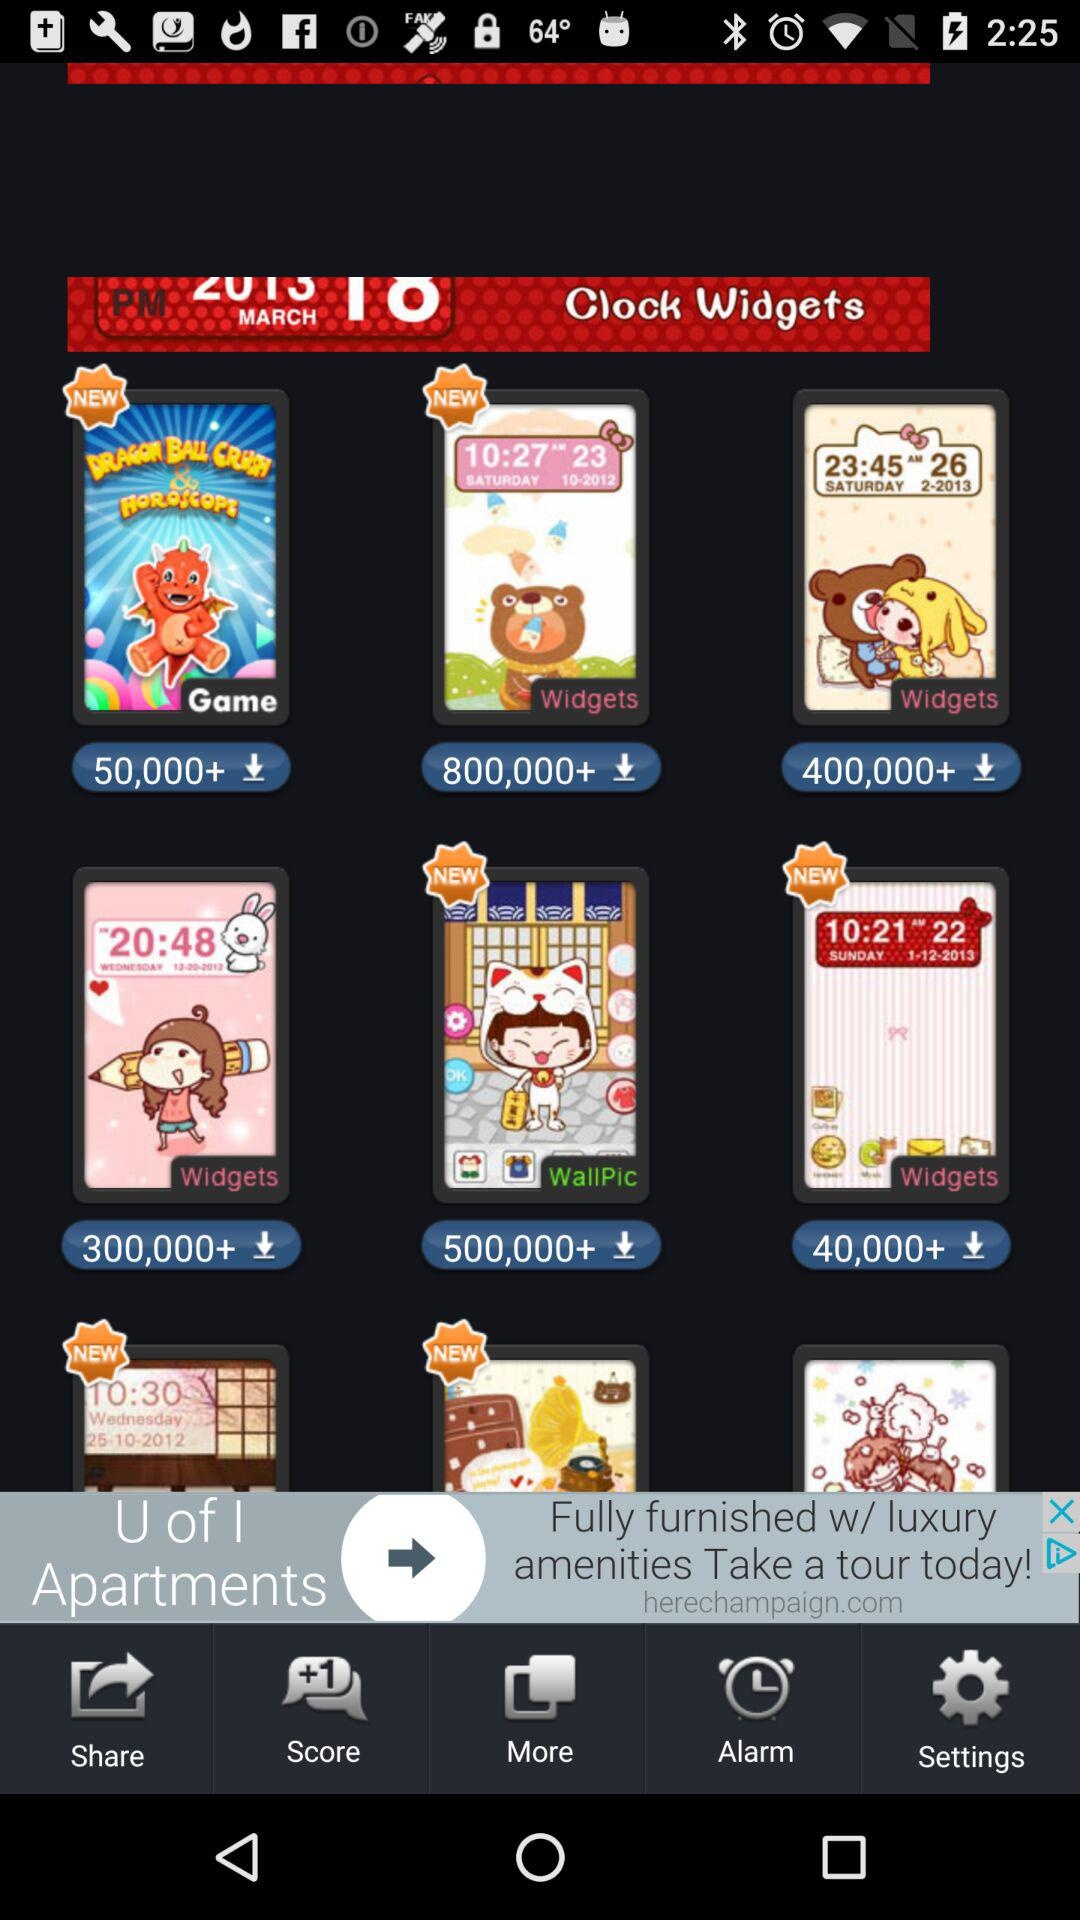 FAKE
64°
2:25
PM 2013 MARCH 18
Clock Widgets
NEW
NEW
DRAGON BALL CRUSH
&
HOROSCOPE
Game
10:27 AM 23
SATURDAY 10-2012
Widgets
23:45 AM 26
SATURDAY 2-2013
Widgets
50,000+
800,000+
400,000+
NEW
NEW
20:48
WEDNESDAY 12-20-2012
Widgets
OK
WallPic
10:21 AM 22
SUNDAY 1-12-2013
Widgets
300,000+
500,000+
40,000+
NEW
NEW
10:30
Wednesday
25-10-2012
U of I
Apartments
Fully furnished w/ luxury
amenities Take a tour today!
herechampaign.com
Share
+1
Score
More
Alarm
Settings